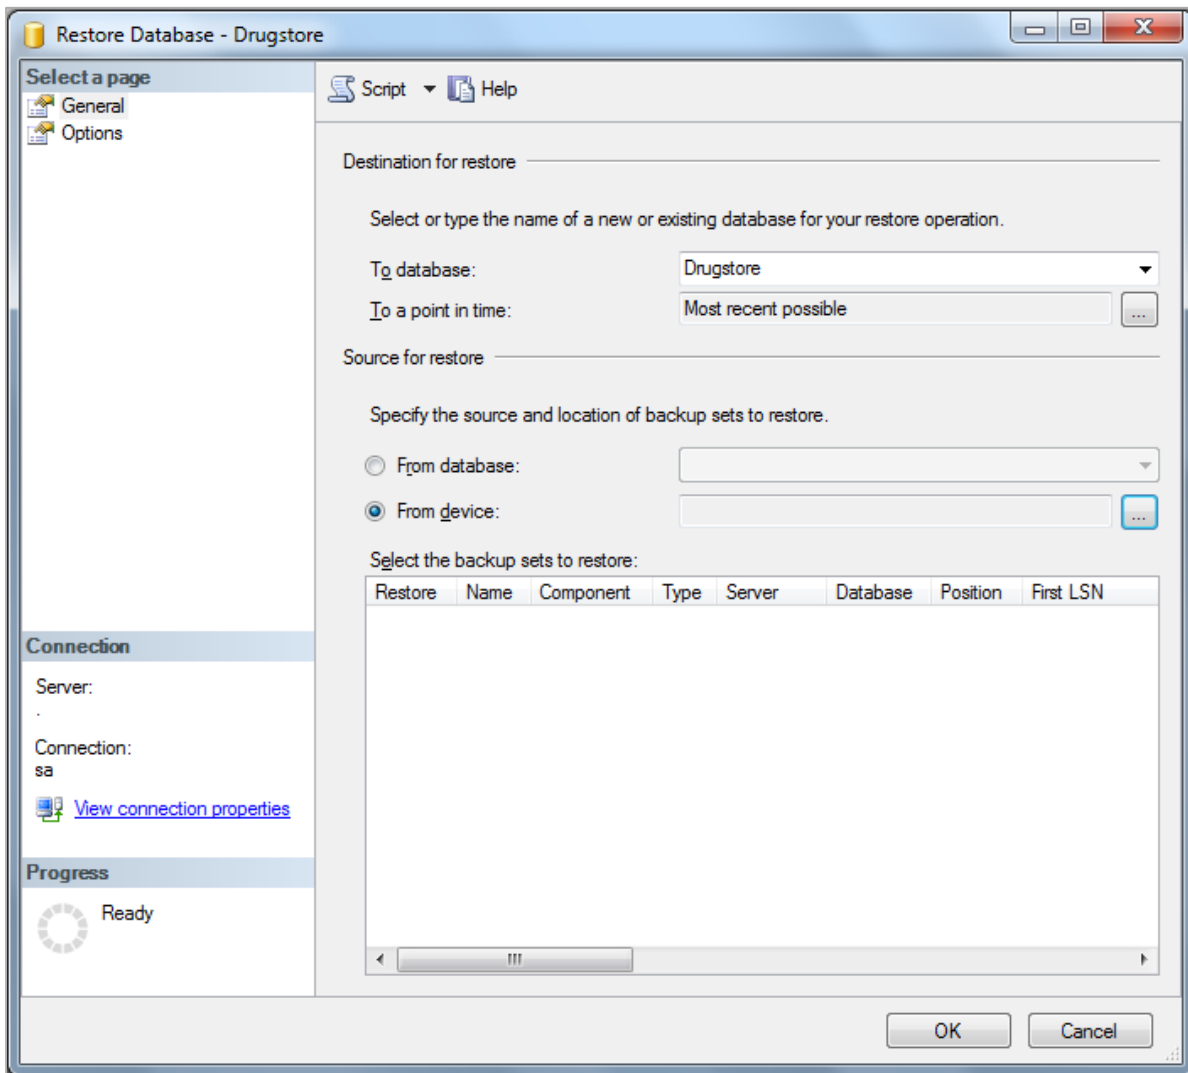 Restore Database - Drugstore
Select a page
General
Options
Script Help
Destination for restore
Select or type the name of a new or existing database for your restore operation.
To database: Drugstore
To a point in time: Most recent possible ...
Source for restore
Specify the source and location of backup sets to restore.
From database:
From device: ...
Select the backup sets to restore:
Restore Name Component Type Server Database Position First LSN
Connection
Server:
.
Connection:
sa
View connection properties
Progress
Ready
OK Cancel